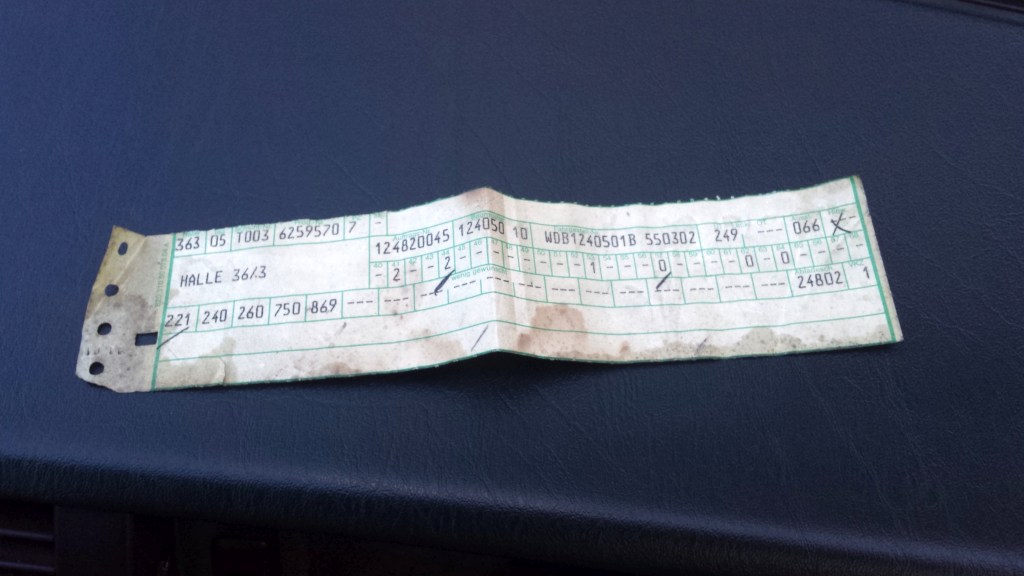 363 05 T003 6259570 7 - 124820045 124050 10 WDB1240501B 550302 249 --- 066 --
HALLE 36/3 - 2 - - 2 - - - - - - 1 - - - 0 - - - - 0 - 0 - -
221 240 260 750 869 --- --- --- --- --- --- --- --- --- --- --- --- --- 24802 1